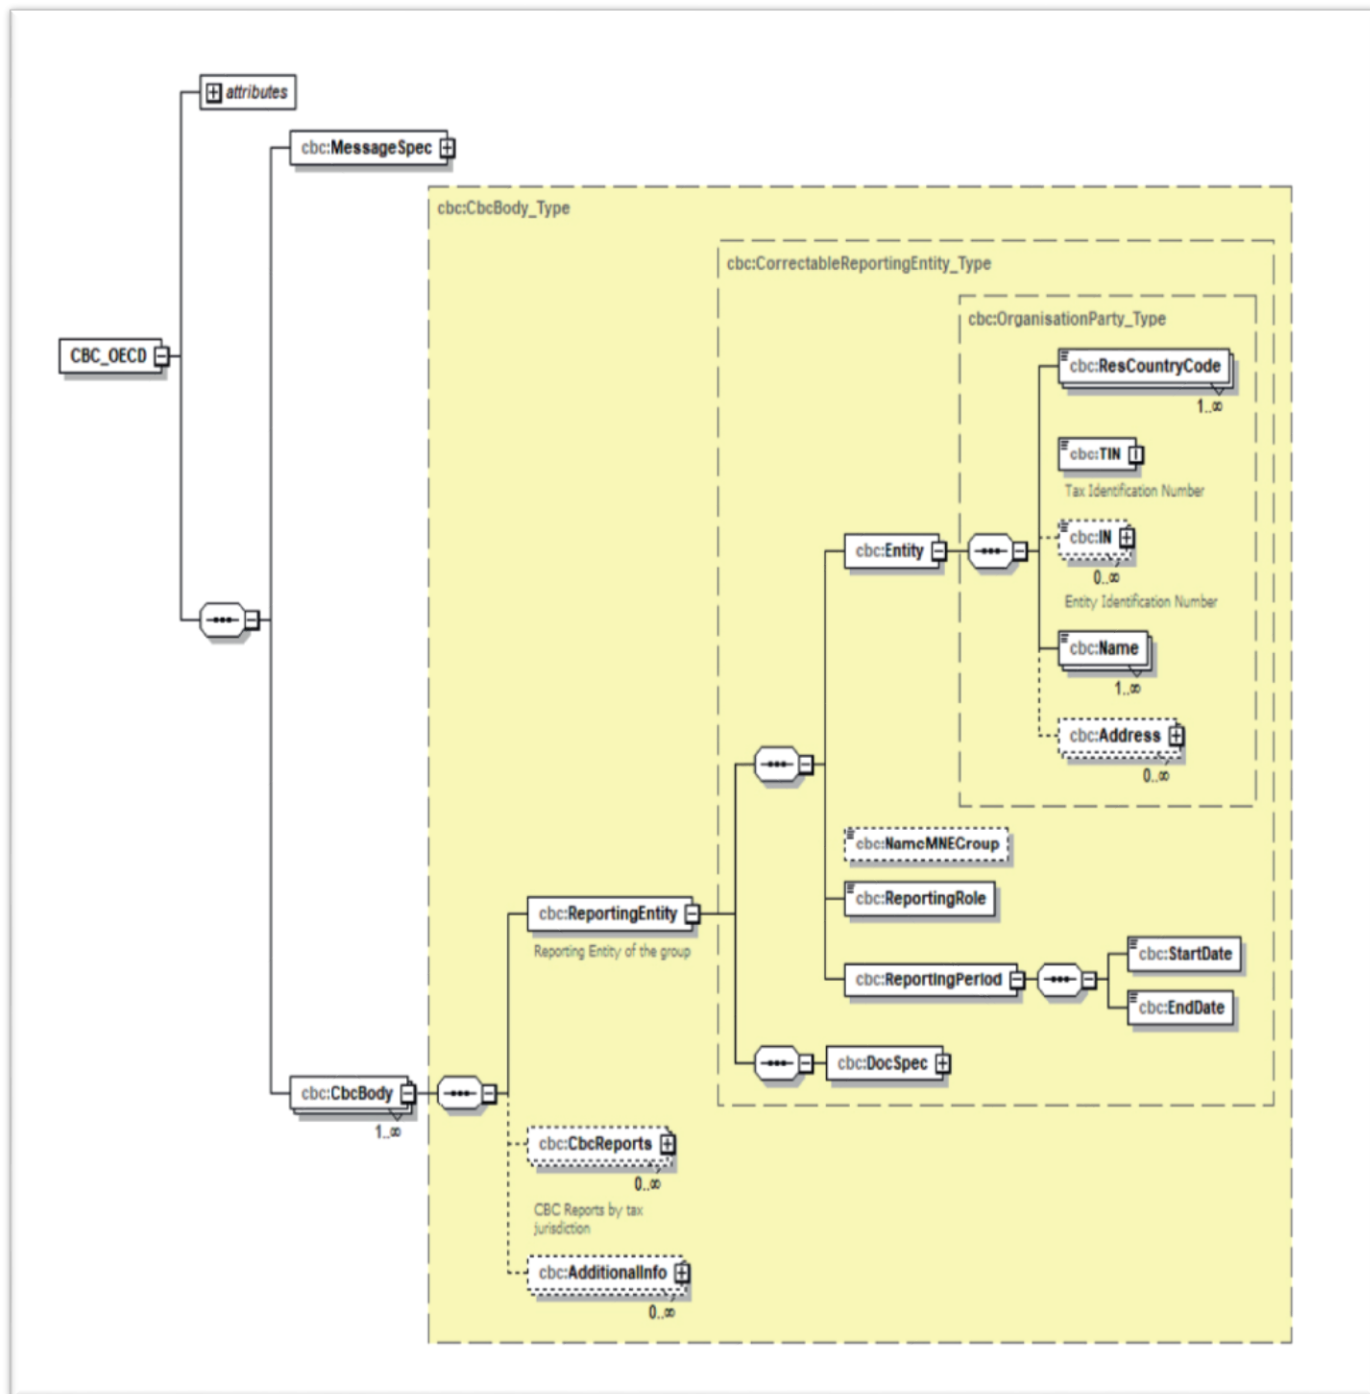 attributes
cbc:MessageSpec
cbc:CbcBody_Type
cbc:CorrectableReportingEntity_Type
cbc:OrganisationParty_Type
CBC_OECD
cbc:ResCountryCode
1..∞
cbc:TIN
Tax Identification Number
cbc:IN
0..∞
cbc:Entity
Entity Identification Number
cbc:Name
1..∞
cbc:Address
0..∞
cbc:NameMNEGroup
cbc:ReportingRole
cbc:ReportingEntity
Reporting Entity of the group
cbc:StartDate
cbc:ReportingPeriod
cbc:EndDate
cbc:DocSpec
cbc:CbcBody
1..∞
cbc:CbcReports
0..∞
CBC Reports by tax
jurisdiction
cbc:AdditionalInfo
0..∞